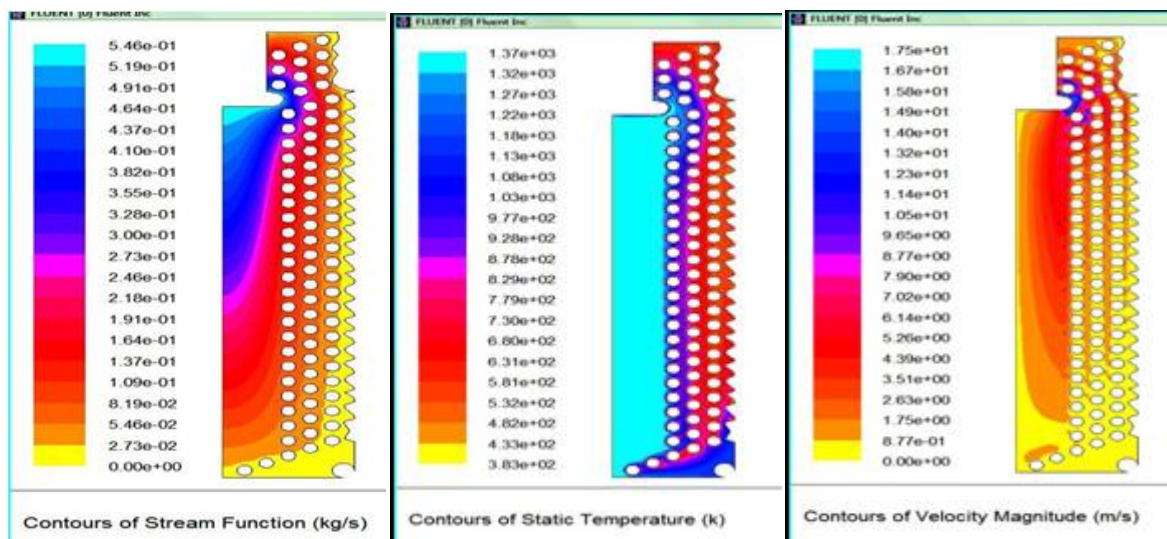 FLUENT [0] Fluent Inc
5.46e-01
5.19e-01
4.91e-01
4.64e-01
4.37e-01
4.10e-01
3.82e-01
3.55e-01
3.28e-01
3.00e-01
2.73e-01
2.46e-01
2.18e-01
1.91e-01
1.64e-01
1.37e-01
1.09e-01
8.19e-02
5.46e-02
2.73e-02
0.00e+00
Contours of Stream Function (kg/s)
FLUENT [0] Fluent Inc
1.37e+03
1.32e+03
1.27e+03
1.22e+03
1.18e+03
1.13e+03
1.08e+03
1.03e+03
9.77e+02
9.28e+02
8.78e+02
8.29e+02
7.79e+02
7.30e+02
6.80e+02
6.31e+02
5.81e+02
5.32e+02
4.82e+02
4.33e+02
3.83e+02
Contours of Static Temperature (k)
FLUENT [0] Fluent Inc
1.75e+01
1.67e+01
1.58e+01
1.49e+01
1.40e+01
1.32e+01
1.23e+01
1.14e+01
1.05e+01
9.65e+00
8.77e+00
7.90e+00
7.02e+00
6.14e+00
5.26e+00
4.39e+00
3.51e+00
2.63e+00
1.75e+00
8.77e-01
0.00e+00
Contours of Velocity Magnitude (m/s)